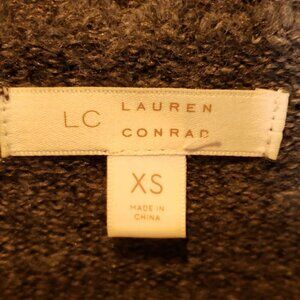 LC LAUREN
CONRAD
XS
MADE IN
CHINA